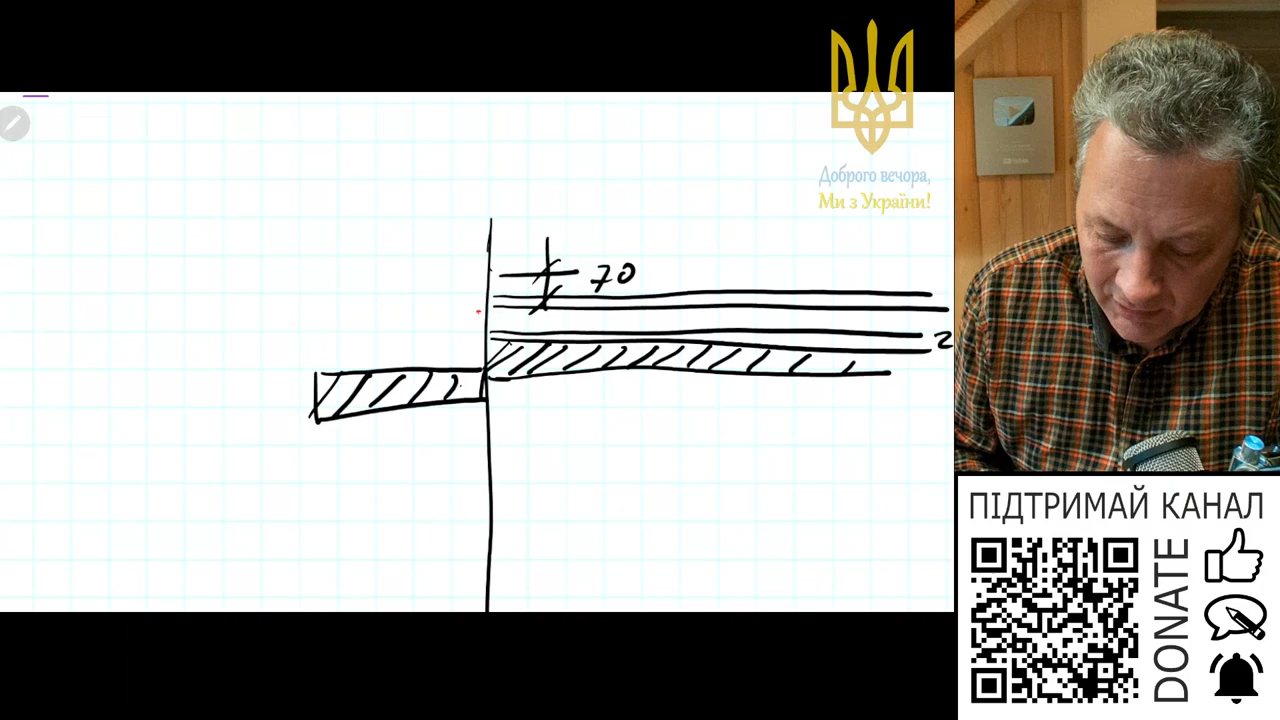 Доброго вечора,
Ми з України!
70
2
ПІДТРИМАЙ КАНАЛ
DONATE